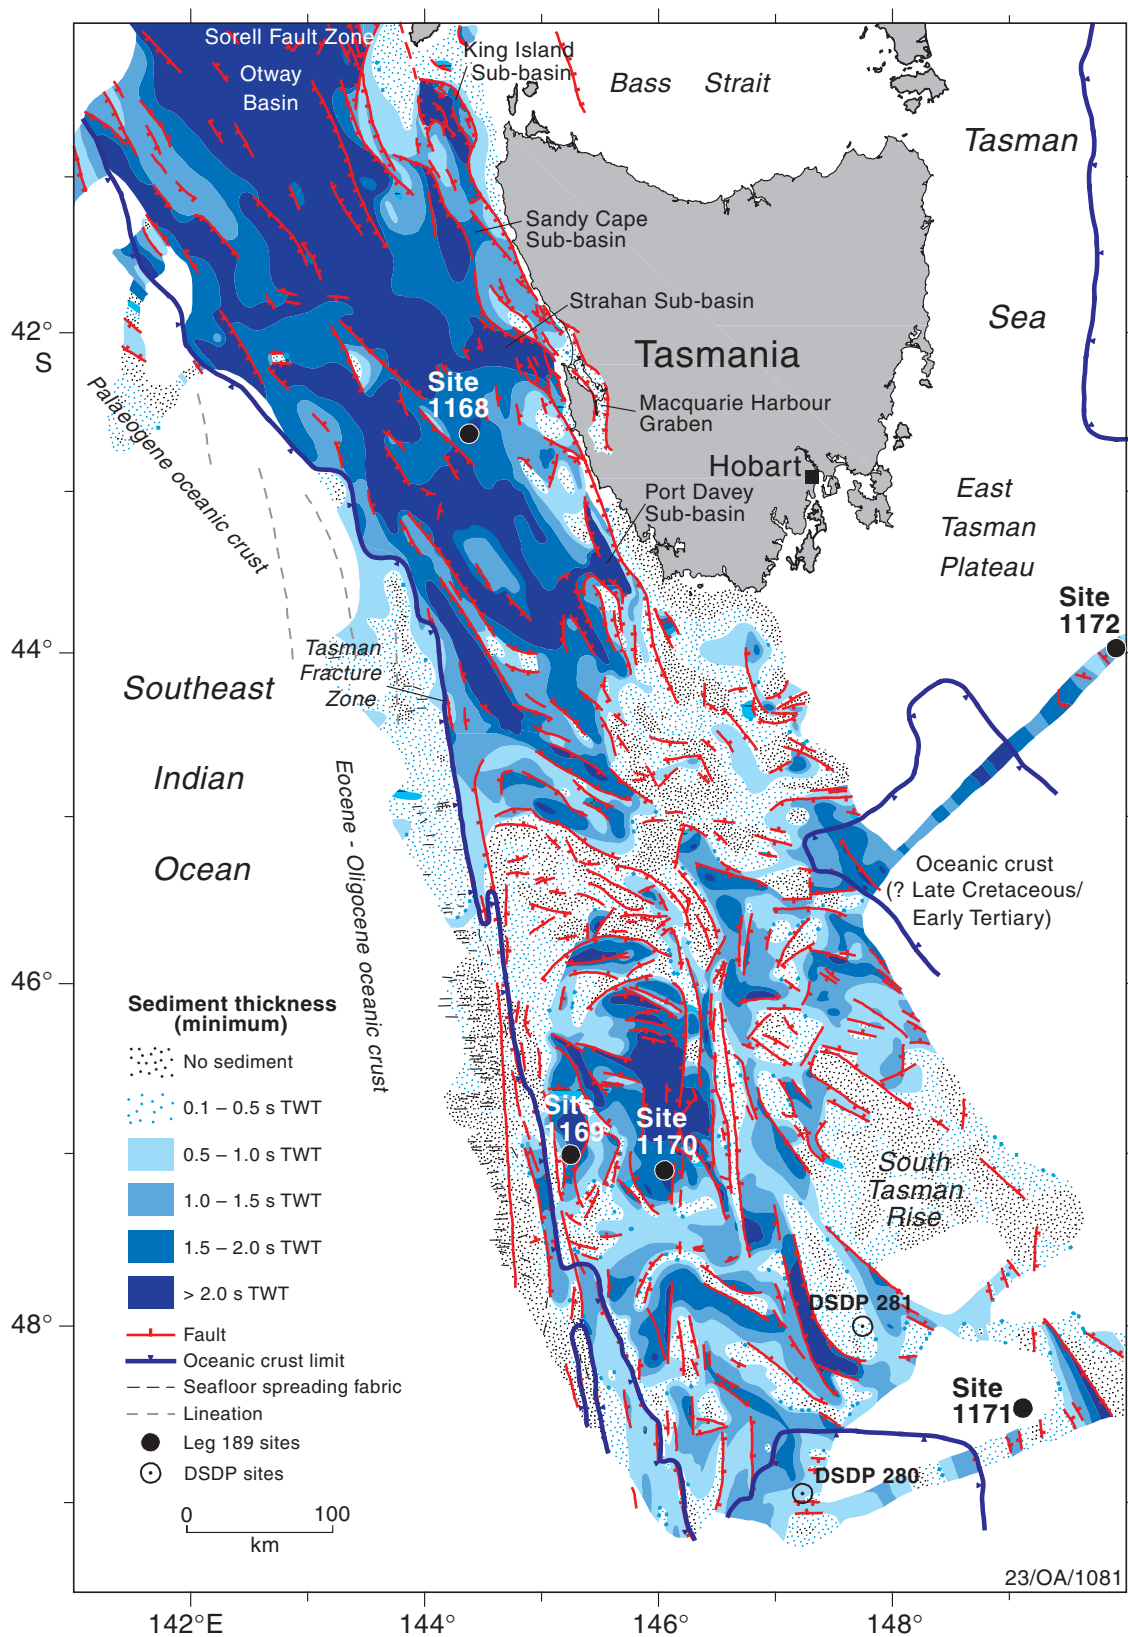 Sorell Fault Zone
King Island
Sub-basin
Otway
Basin
Bass Strait
Tasman
Sandy Cape
Sub-basin
Strahan Sub-basin
Sea
42°
S
Tasmania
Site
1168
Macquarie Harbour
Graben
Palaeogene oceanic crust
Hobart
Port Davey
Sub-basin
East
Tasman
Plateau
Site
1172
44°
Tasman
Fracture
Zone
Southeast
Indian
Ocean
Eocene - Oligocene oceanic crust
Oceanic crust
(? Late Cretaceous/
Early Tertiary)
46°
Sediment thickness
(minimum)
No sediment
0.1 – 0.5 s TWT
0.5 – 1.0 s TWT
1.0 – 1.5 s TWT
1.5 – 2.0 s TWT
> 2.0 s TWT
Fault
Oceanic crust limit
Seafloor spreading fabric
Lineation
Leg 189 sites
DSDP sites
0 100
km
Site
1169
Site
1170
South
Tasman
Rise
48°
DSDP 281
Site
1171
DSDP 280
23/OA/1081
142°E 144° 146° 148°